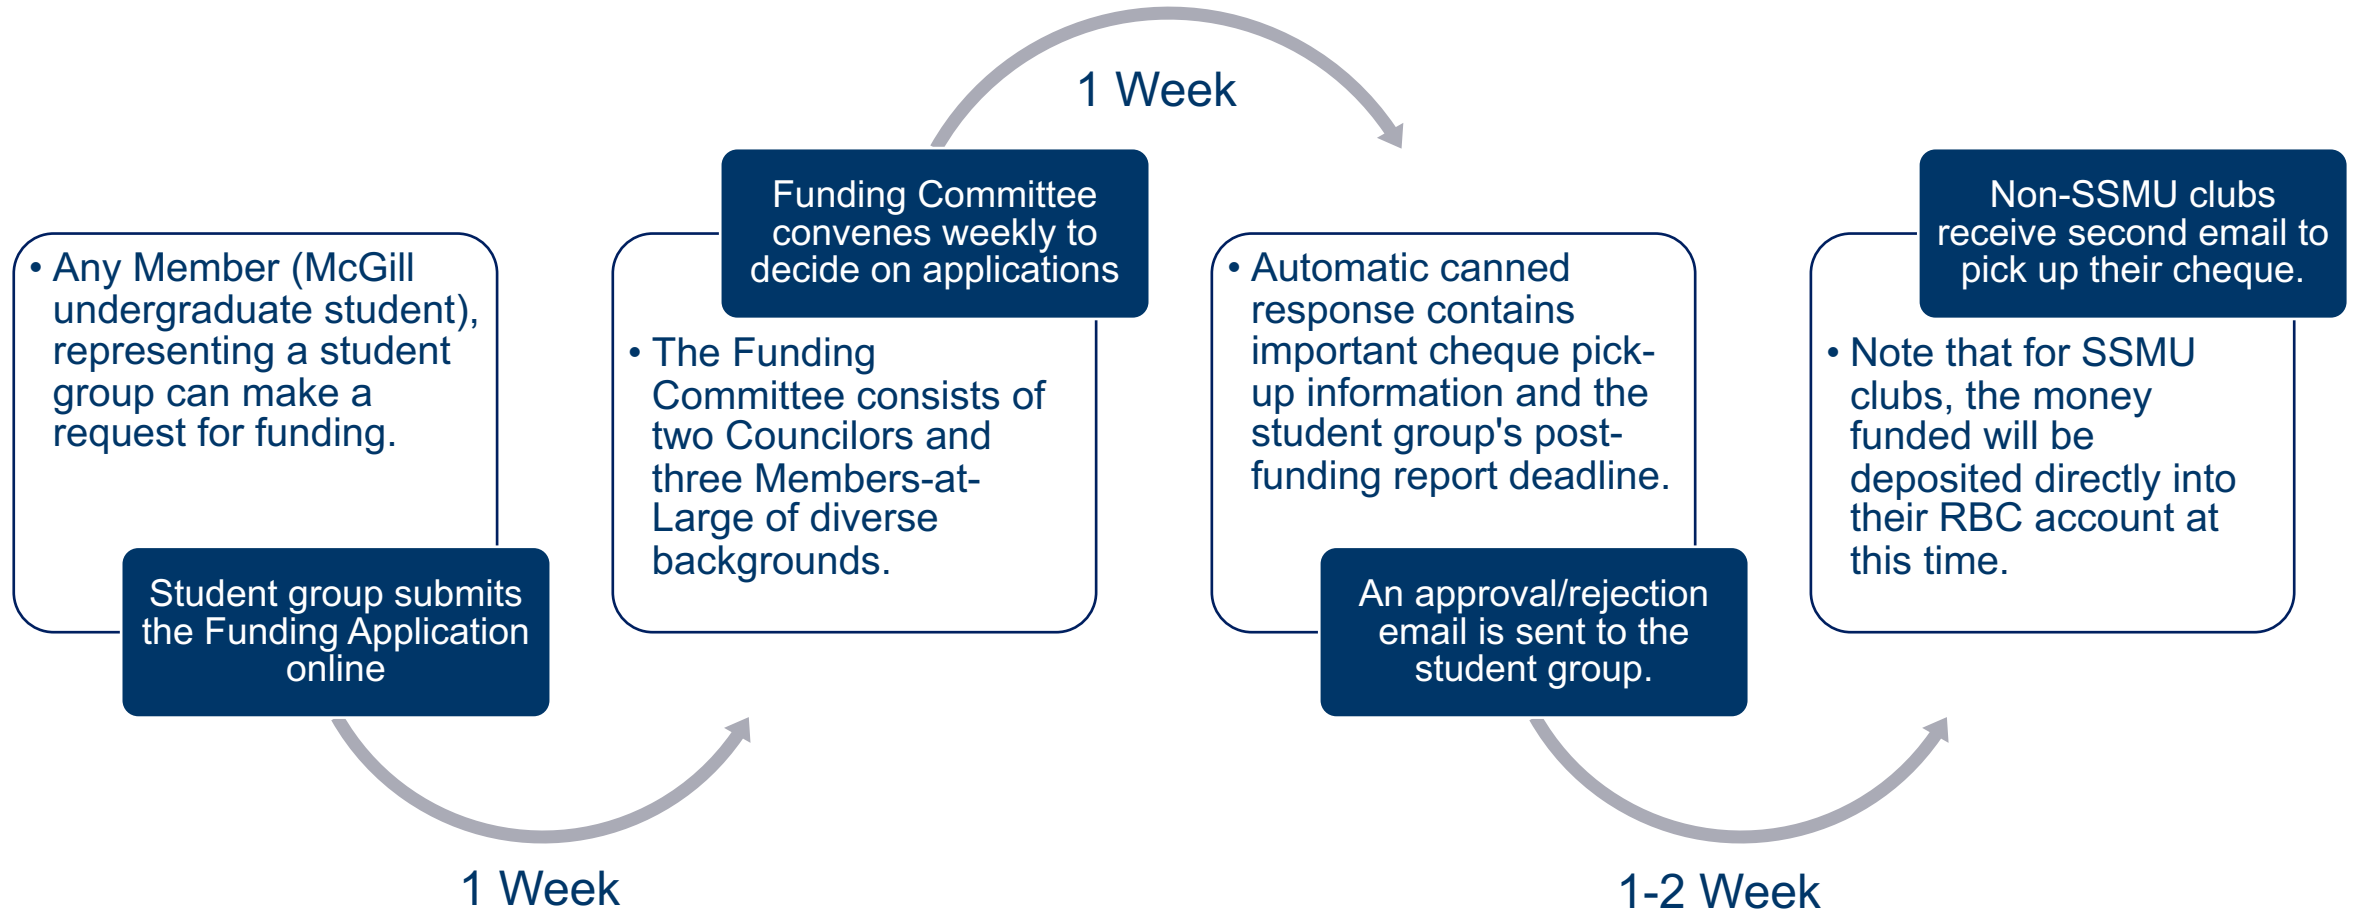 • Any Member (McGill
undergraduate student),
representing a student
group can make a
request for funding.
Student group submits
the Funding Application
online
1 Week
Funding Committee
convenes weekly to
decide on applications
• The Funding
Committee consists of
two Councilors and
three Members-at-
Large of diverse
backgrounds.
1 Week
• Automatic canned
response contains
important cheque pick-
up information and the
student group's post-
funding report deadline.
An approval/rejection
email is sent to the
student group.
1-2 Week
Non-SSMU clubs
receive second email to
pick up their cheque.
• Note that for SSMU
clubs, the money
funded will be
deposited directly into
their RBC account at
this time.